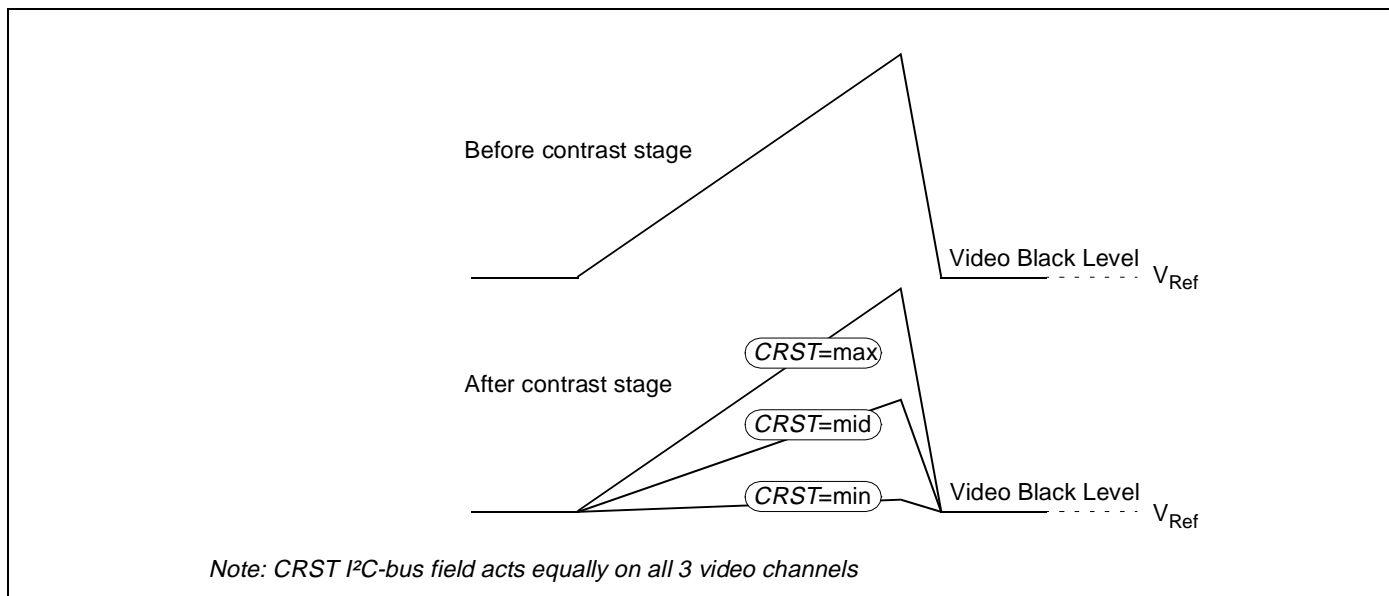 Before contrast stage
Video Black Level
VRef
CRST=max
After contrast stage
CRST=mid
CRST=min
Video Black Level
VRef
Note: CRST I²C-bus field acts equally on all 3 video channels